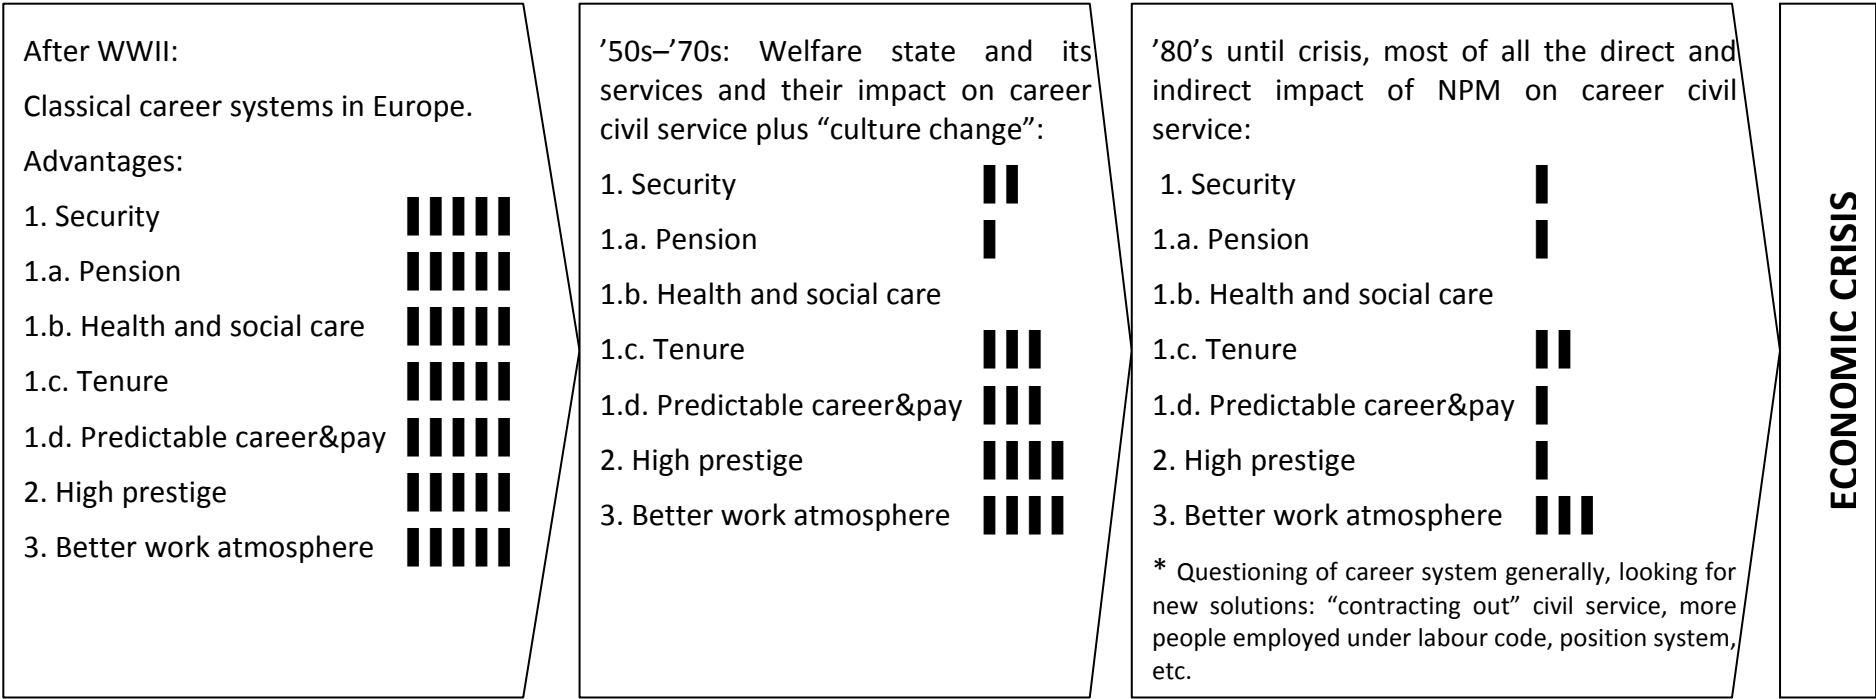 After WWII:
Classical career systems in Europe.
Advantages:
1. Security
1.a. Pension
1.b. Health and social care
1.c. Tenure
1.d. Predictable career&pay
2. High prestige
3. Better work atmosphere
’50s–’70s: Welfare state and its
services and their impact on career
civil service plus “culture change”:
1. Security
1.a. Pension
1.b. Health and social care
1.c. Tenure
1.d. Predictable career&pay
2. High prestige
3. Better work atmosphere
’80’s until crisis, most of all the direct and
indirect impact of NPM on career civil
service:
1. Security
1.a. Pension
1.b. Health and social care
1.c. Tenure
1.d. Predictable career&pay
2. High prestige
3. Better work atmosphere
* Questioning of career system generally, looking for
new solutions: “contracting out” civil service, more
people employed under labour code, position system,
etc.
ECONOMIC CRISIS